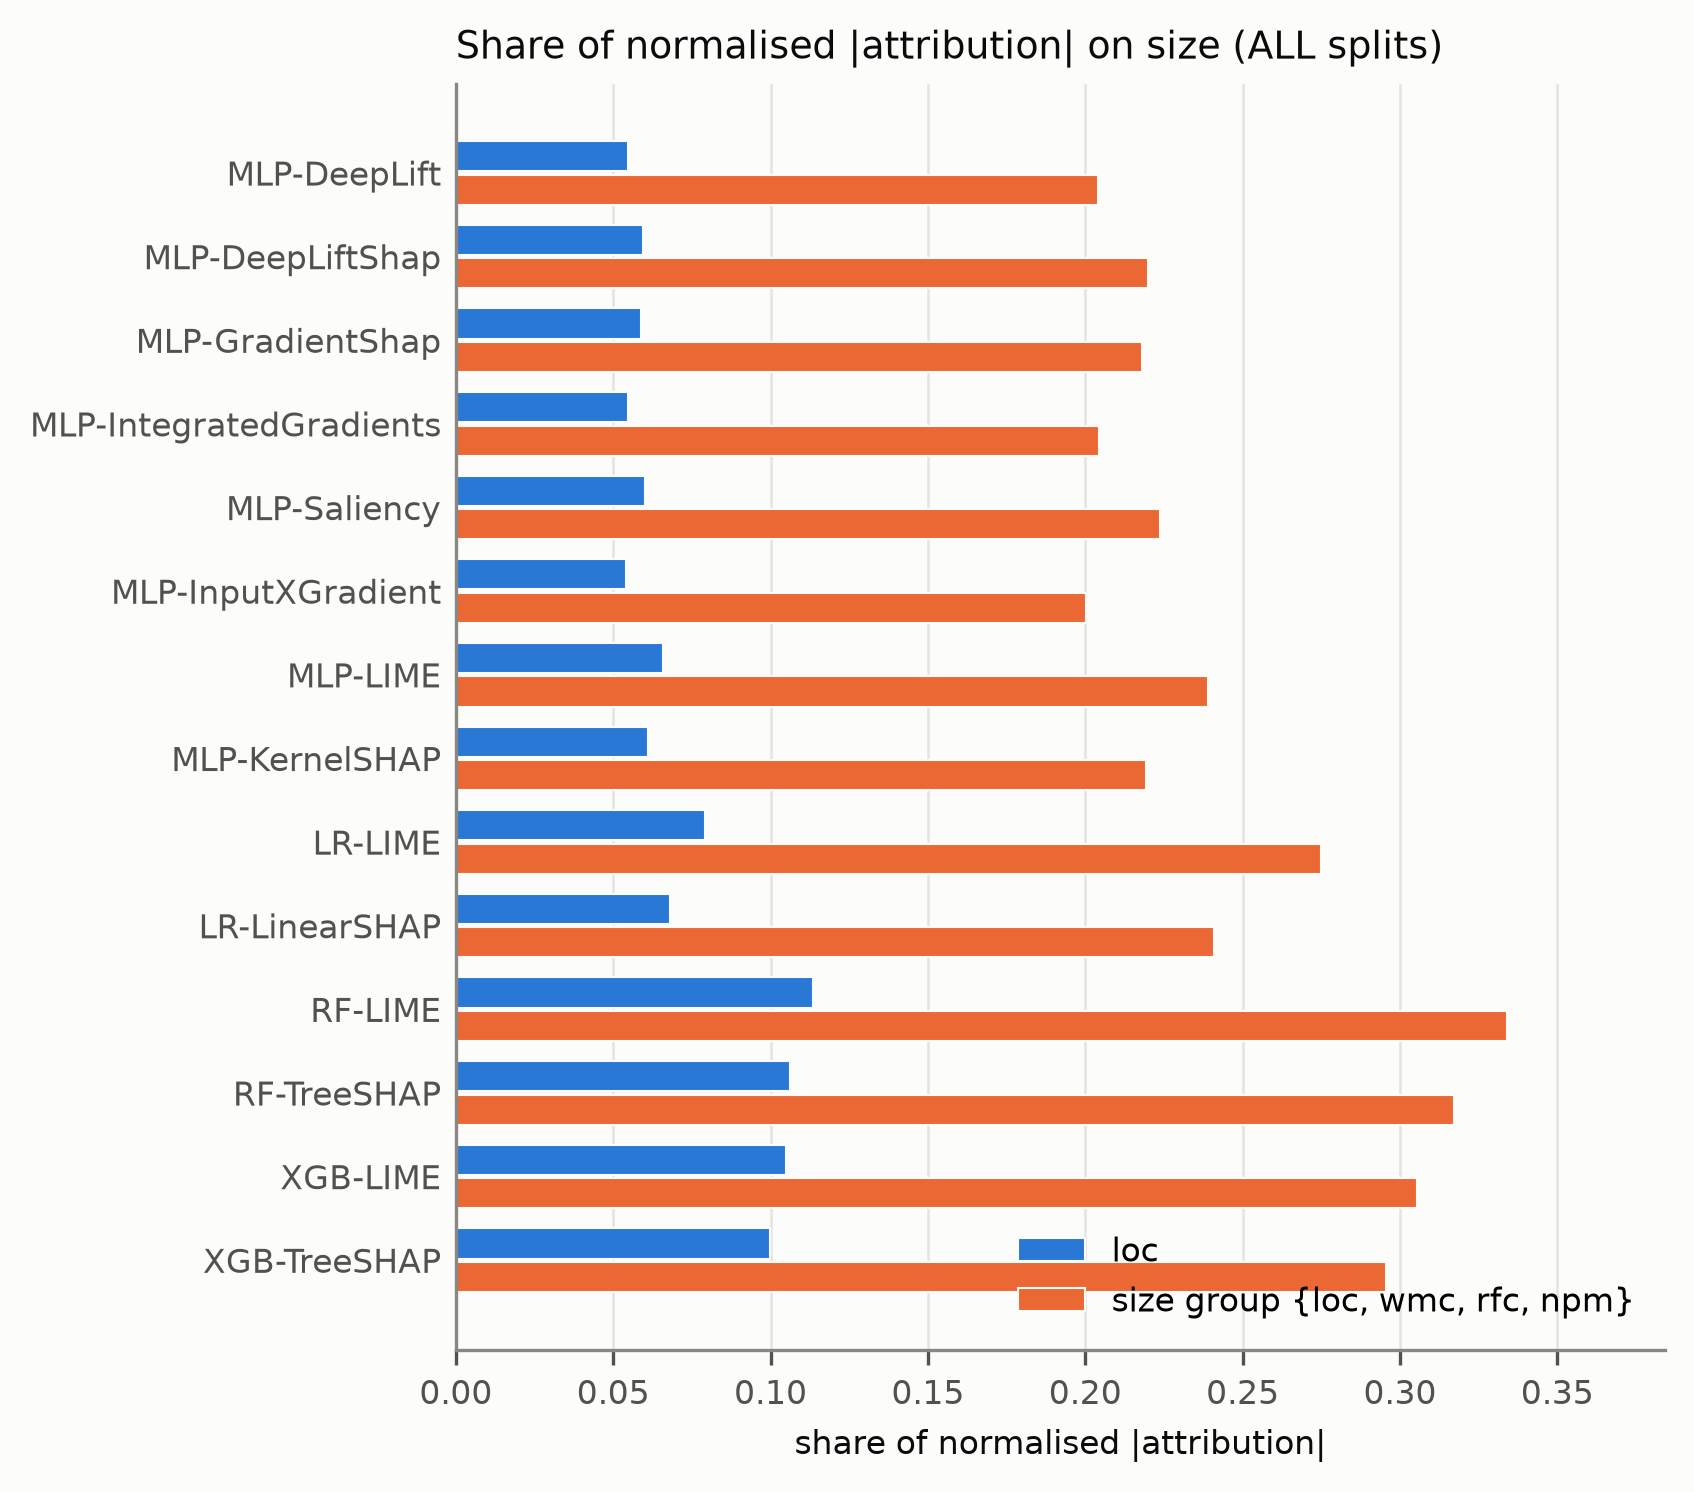 Share of normalised |attribution| on size (ALL splits)
MLP-DeepLift
MLP-DeepLiftShap
MLP-GradientShap
MLP-IntegratedGradients
MLP-Saliency
MLP-InputXGradient
MLP-LIME
MLP-KernelSHAP
LR-LIME
LR-LinearSHAP
RF-LIME
RF-TreeSHAP
XGB-LIME
XGB-TreeSHAP
loc
size group {loc, wmc, rfc, npm}
0.00 0.05 0.10 0.15 0.20 0.25 0.30 0.35
share of normalised |attribution|